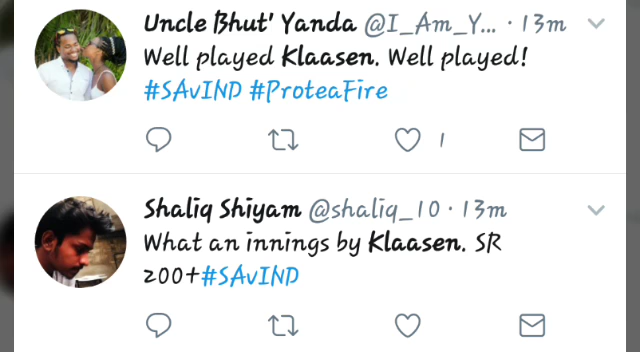 Uncle Bhut' Yanda @I_Am_Y... · 13m
Well played Klaasen. Well played!
#SAvIND #ProteaFire
1
Shaliq Shiyam @shaliq_10 · 13m
What an innings by Klaasen. SR
200+#SAvIND